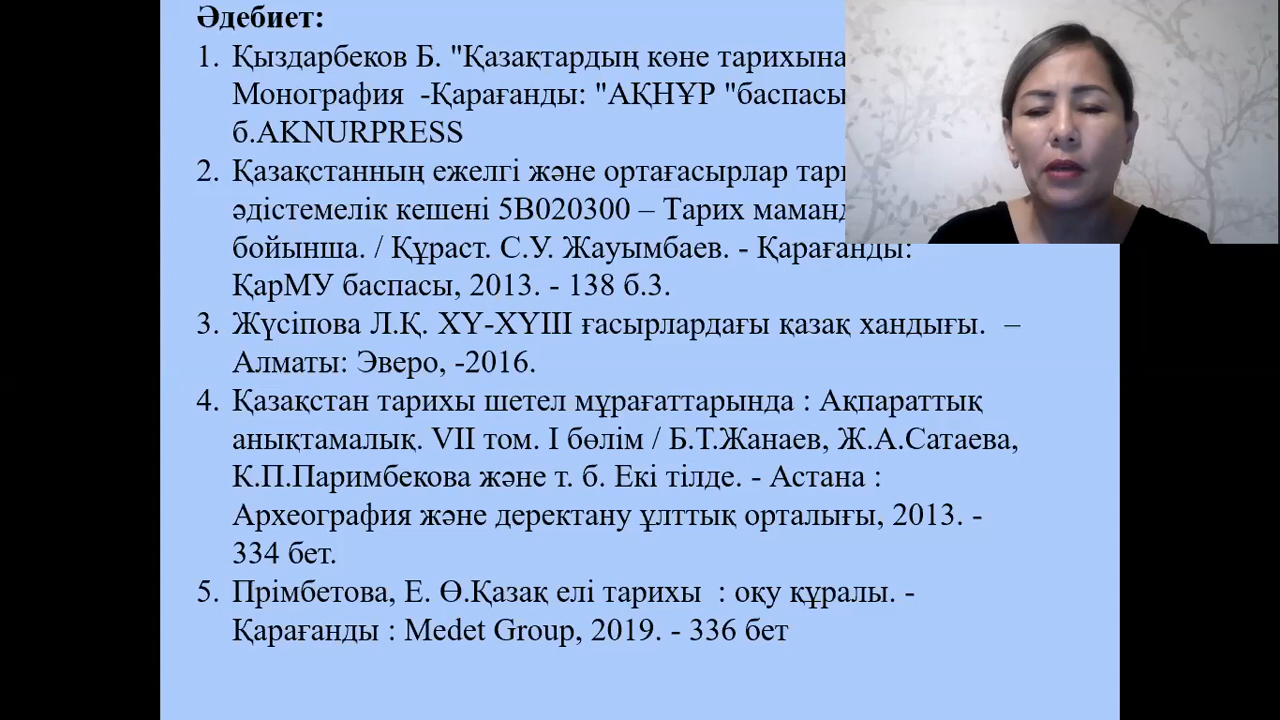 Әдебиет:
1. Қыздарбеков Б. "Қазақтардың көне тарихына
Монография -Қарағанды: "АҚНҰР "баспасы
б.AKNURPRESS
2. Қазақстанның ежелгі және ортағасырлар
әдістемелік кешені 5В020300 – Тарих
бойынша. / Құраст. С.У. Жауымбаев. - Қарағанды:
ҚарМУ баспасы, 2013. - 138 б.3.
3. Жүсіпова Л.Қ. ХҮ-ХҮІІІ ғасырлардағы қазақ хандығы. –
Алматы: Эверо, -2016.
4. Қазақстан тарихы шетел мұрағаттарында : Ақпараттық
анықтамалық. VII том. I бөлім / Б.Т.Жанаев, Ж.А.Сатаева,
К.П.Паримбекова және т. б. Екі тілде. - Астана :
Археография және деректану ұлттық орталығы, 2013. -
334 бет.
5. Прімбетова, Е. Ө.Қазақ елі тарихы : оқу құралы. -
Қарағанды : Medet Group, 2019. - 336 бет